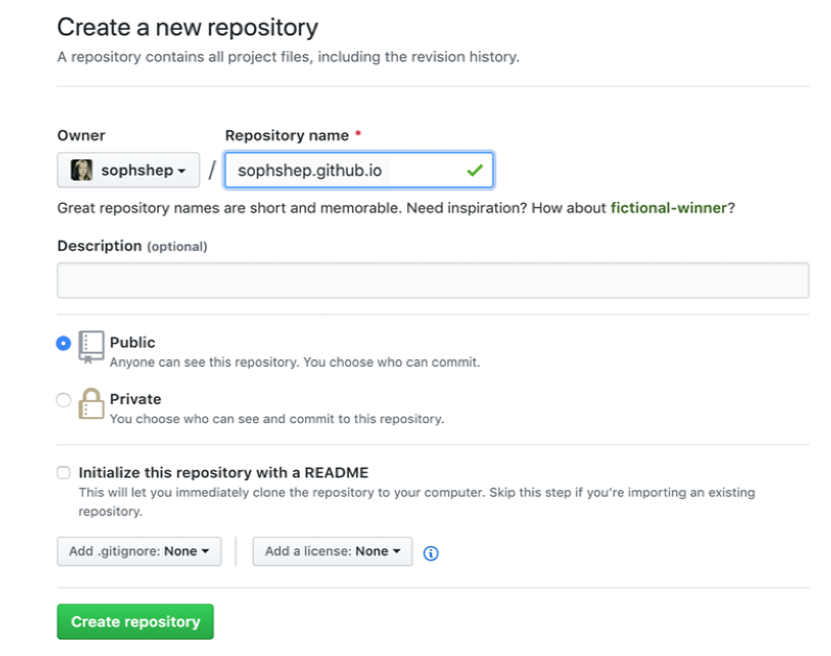 Create a new repository
A repository contains all project files, including the revision history.
Owner
Repository name *
sophshep / sophshep.github.io
Great repository names are short and memorable. Need inspiration? How about fictional-winner?
Description (optional)
Public
Anyone can see this repository. You choose who can commit.
Private
You choose who can see and commit to this repository.
Initialize this repository with a README
This will let you immediately clone the repository to your computer. Skip this step if you're importing an existing
repository.
Add .gitignore: None
Add a license: None
Create repository